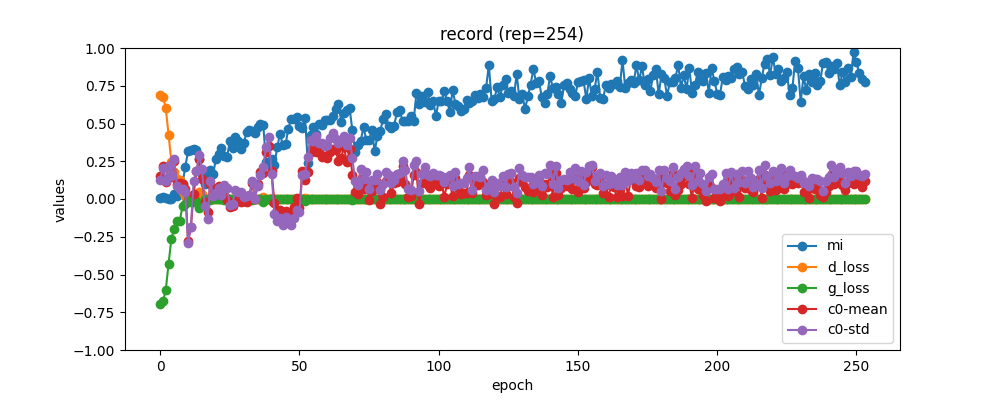 record (rep=254)
values
1.00
0.75
0.50
0.25
0.00
−0.25
−0.50
−0.75
−1.00
mi
d_loss
g_loss
c0-mean
c0-std
0
50
100
150
200
250
epoch